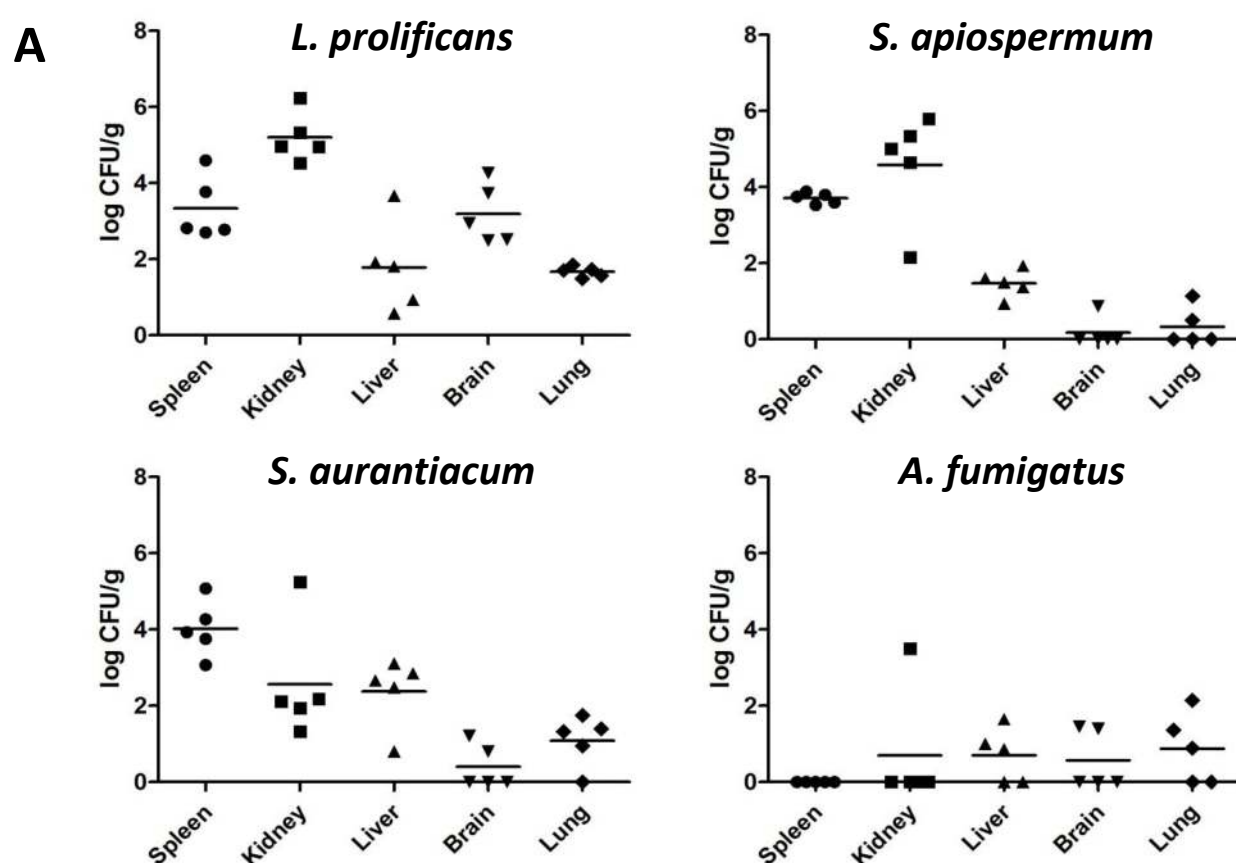 A
L. prolificans
8
6
4
2
0
log CFU/g
Spleen
Kidney
Liver
Brain
Lung
S. apiospermum
8
6
4
2
0
log CFU/g
Spleen
Kidney
Liver
Brain
Lung
S. aurantiacum
8
6
4
2
0
log CFU/g
Spleen
Kidney
Liver
Brain
Lung
A. fumigatus
8
6
4
2
0
log CFU/g
Spleen
Kidney
Liver
Brain
Lung